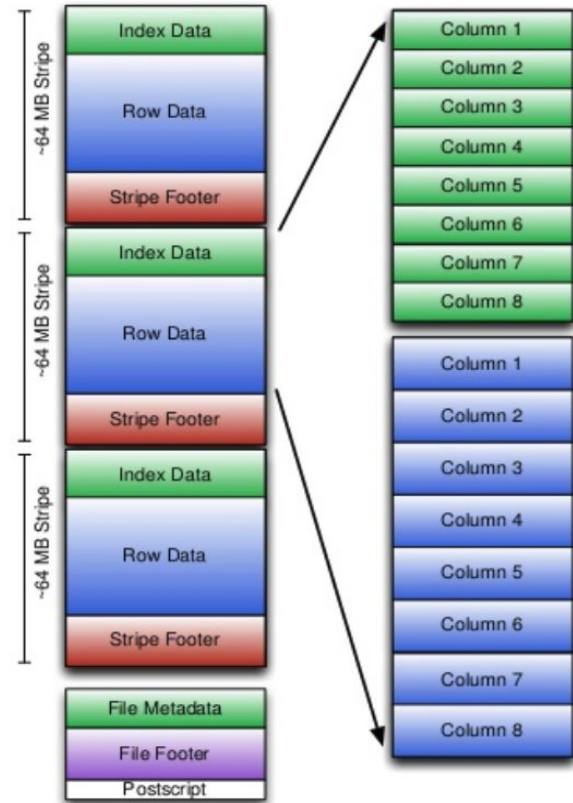 ~64 MB Stripe
Index Data
Row Data
Stripe Footer
~64 MB Stripe
Index Data
Row Data
Stripe Footer
~64 MB Stripe
Index Data
Row Data
Stripe Footer
File Metadata
File Footer
Postscript
Column 1
Column 2
Column 3
Column 4
Column 5
Column 6
Column 7
Column 8
Column 1
Column 2
Column 3
Column 4
Column 5
Column 6
Column 7
Column 8